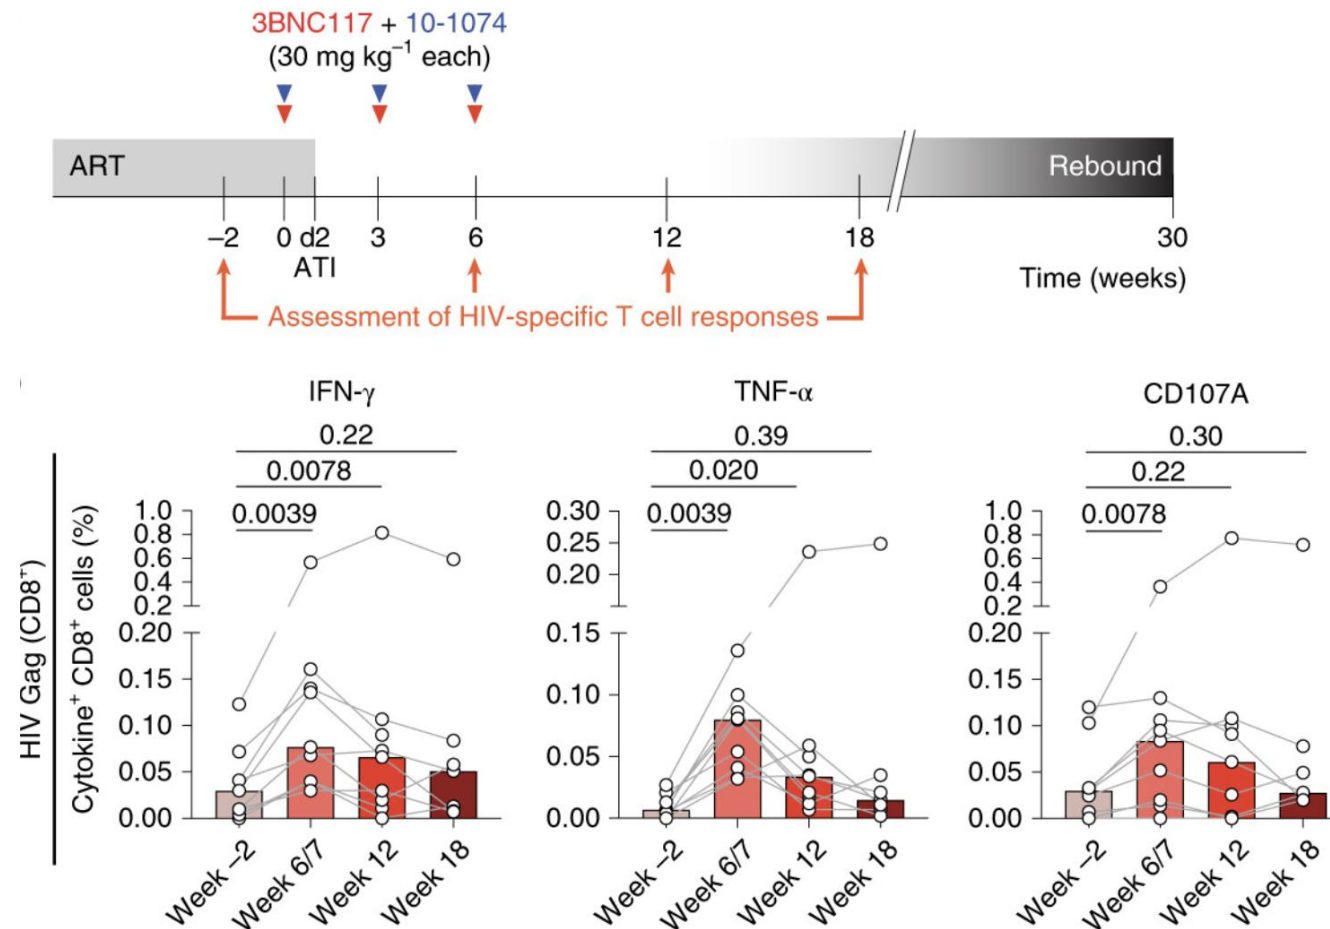 3BNC117 + 10-1074
(30 mg kg⁻¹ each)
ART
Rebound
–2 0 d2 3 6 12 18 30
ATI
Time (weeks)
Assessment of HIV-specific T cell responses
HIV Gag (CD8⁺)
Cytokine⁺ CD8⁺ cells (%)
IFN-γ
0.22
0.0078
0.0039
1.0
0.8
0.6
0.4
0.2
0.20
0.15
0.10
0.05
0.00
Week –2
Week 6/7
Week 12
Week 18
TNF-α
0.39
0.020
0.0039
0.30
0.25
0.20
0.15
0.10
0.05
0.00
Week –2
Week 6/7
Week 12
Week 18
CD107A
0.30
0.22
0.0078
1.0
0.8
0.6
0.4
0.2
0.20
0.15
0.10
0.05
0.00
Week –2
Week 6/7
Week 12
Week 18